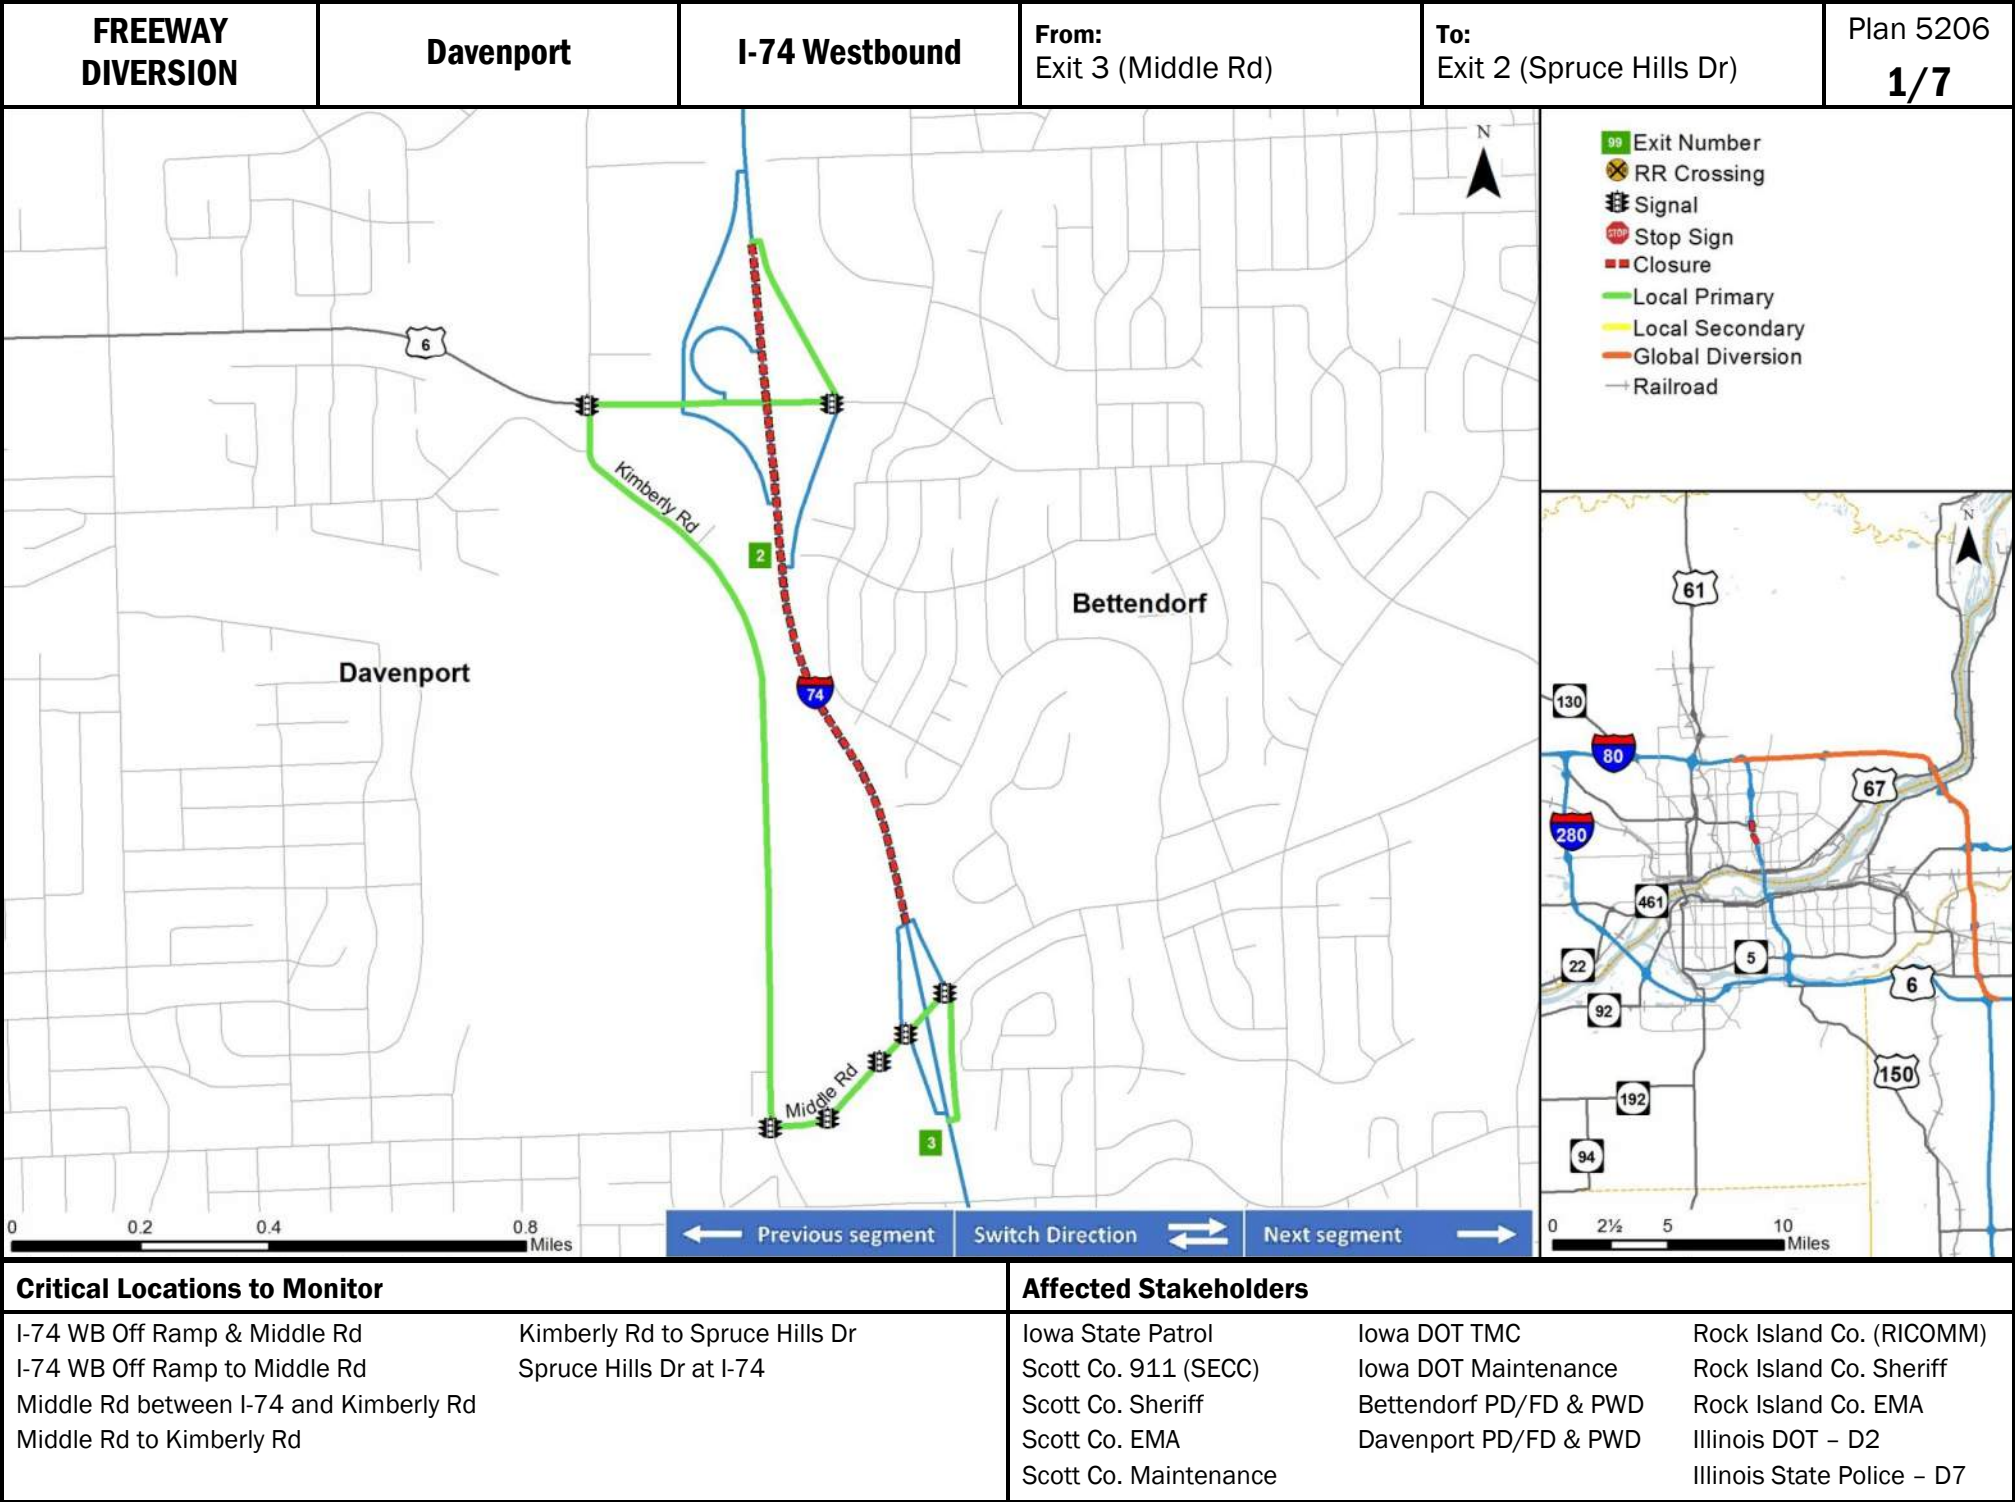 FREEWAY
DIVERSION
Davenport
I-74 Westbound
From:
Exit 3 (Middle Rd)
To:
Exit 2 (Spruce Hills Dr)
Plan 5206
1/7
N
6
Kimberly Rd
2
Bettendorf
Davenport
74
Middle Rd
3
0 0.2 0.4 0.8
Miles
Previous segment
Switch Direction
Next segment
99 Exit Number
RR Crossing
Signal
STOP Stop Sign
Closure
Local Primary
Local Secondary
Global Diversion
Railroad
N
61
130
80
67
280
461
22
5
6
92
150
192
94
0 2½ 5 10
Miles
Critical Locations to Monitor
I-74 WB Off Ramp & Middle Rd
I-74 WB Off Ramp to Middle Rd
Middle Rd between I-74 and Kimberly Rd
Middle Rd to Kimberly Rd
Kimberly Rd to Spruce Hills Dr
Spruce Hills Dr at I-74
Affected Stakeholders
Iowa State Patrol
Scott Co. 911 (SECC)
Scott Co. Sheriff
Scott Co. EMA
Scott Co. Maintenance
Iowa DOT TMC
Iowa DOT Maintenance
Bettendorf PD/FD & PWD
Davenport PD/FD & PWD
Rock Island Co. (RICOMM)
Rock Island Co. Sheriff
Rock Island Co. EMA
Illinois DOT – D2
Illinois State Police – D7